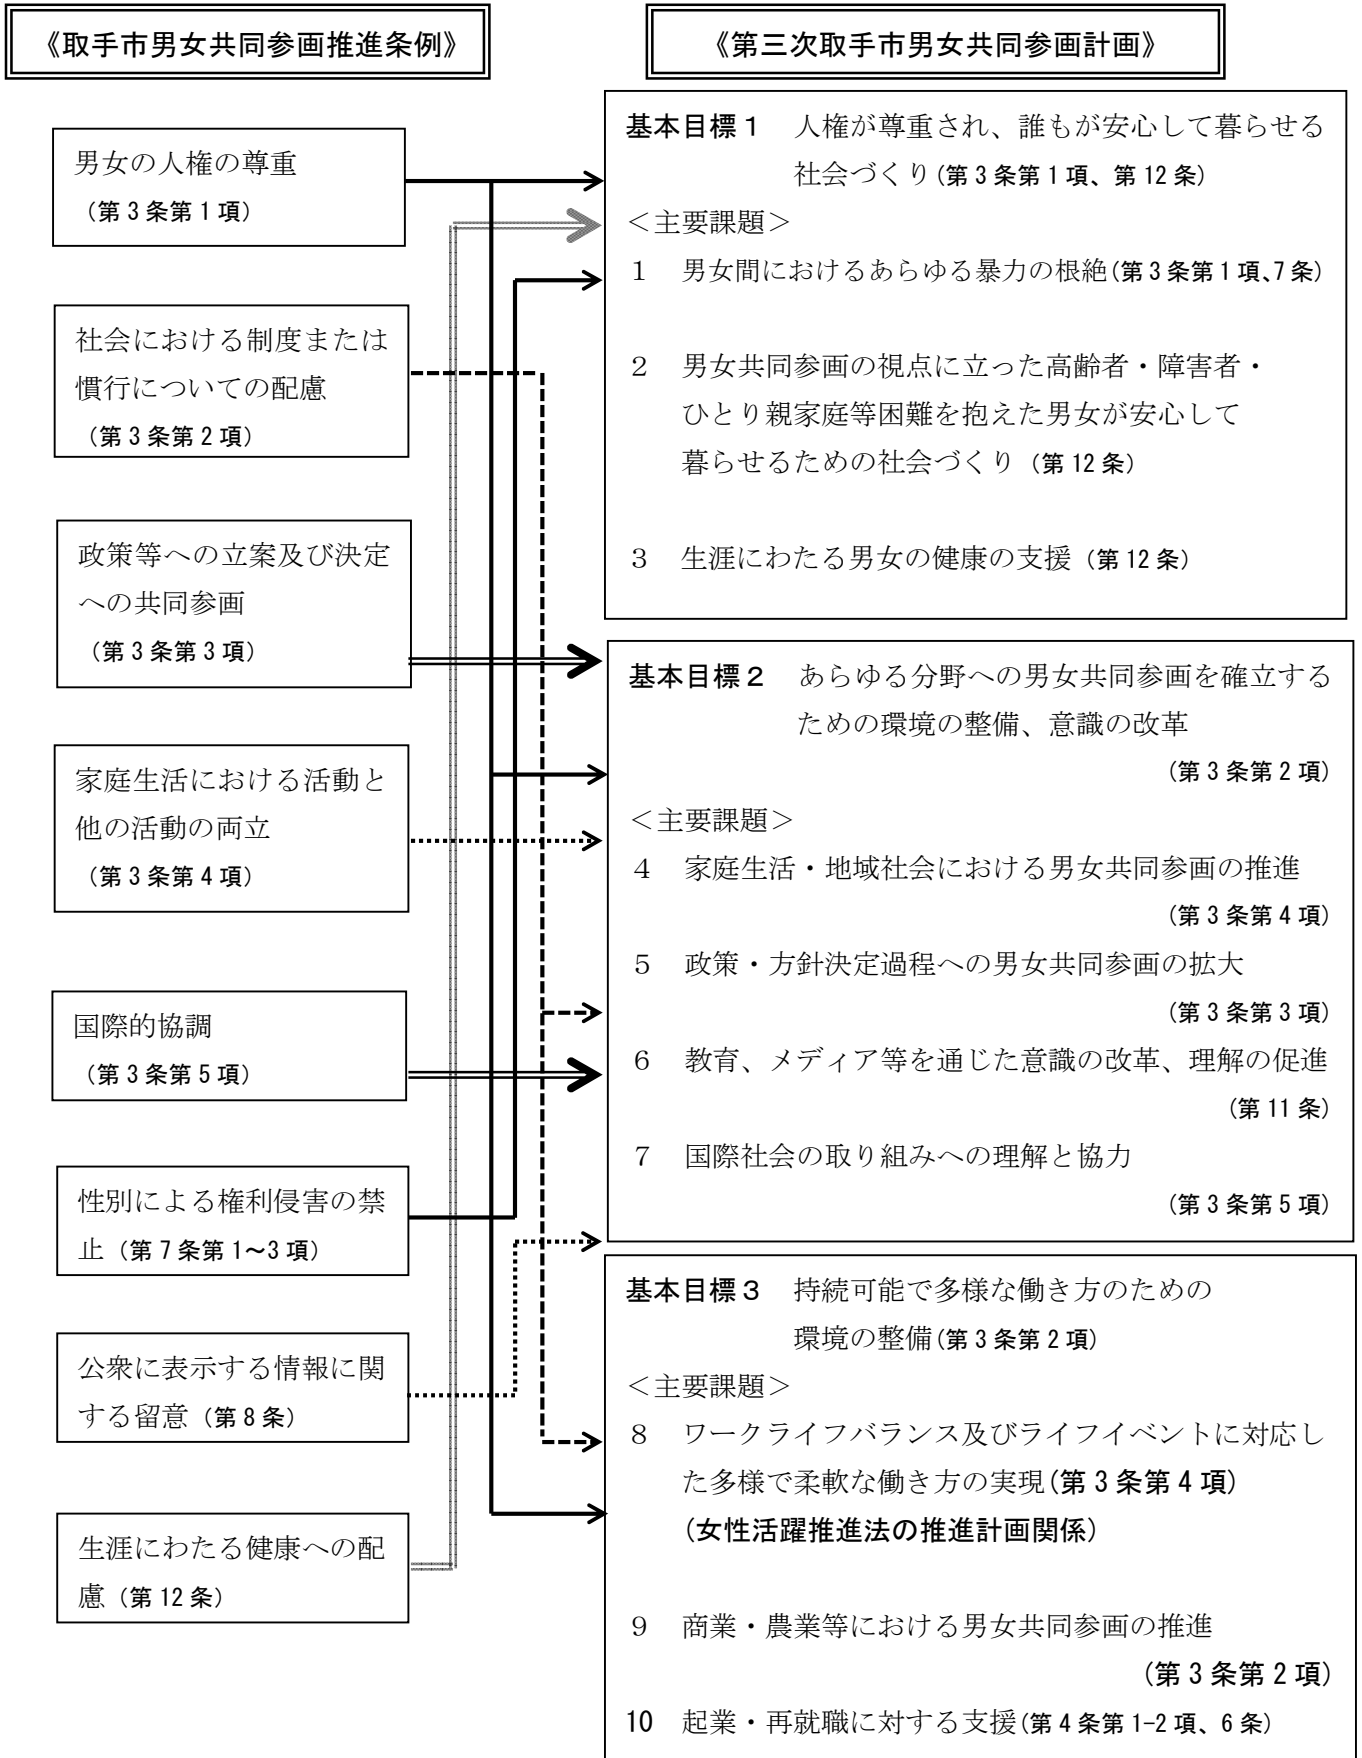 《取手市男女共同参画推進条例》
男女の人権の尊重
（第３条第１項）
社会における制度または
慣行についての配慮
（第３条第２項）
政策等への立案及び決定
への共同参画
（第３条第３項）
家庭生活における活動と
他の活動の両立
（第３条第４項）
国際的協調
（第３条第５項）
性別による権利侵害の禁
止（第７条第１～３項）
公衆に表示する情報に関
する留意（第８条）
生涯にわたる健康への配
慮（第12条）
《第三次取手市男女共同参画計画》
基本目標１　人権が尊重され、誰もが安心して暮らせる
社会づくり(第３条第１項、第12条)
＜主要課題＞
１　男女間におけるあらゆる暴力の根絶(第３条第１項、7条)
２　男女共同参画の視点に立った高齢者・障害者・
ひとり親家庭等困難を抱えた男女が安心して
暮らせるための社会づくり（第12条）
３　生涯にわたる男女の健康の支援（第12条）
基本目標２　あらゆる分野への男女共同参画を確立する
ための環境の整備、意識の改革
（第３条第２項）
＜主要課題＞
４　家庭生活・地域社会における男女共同参画の推進
（第３条第４項）
５　政策・方針決定過程への男女共同参画の拡大
（第３条第３項）
６　教育、メディア等を通じた意識の改革、理解の促進
（第11条）
７　国際社会の取り組みへの理解と協力
（第３条第５項）
基本目標３　持続可能で多様な働き方のための
環境の整備(第３条第２項)
＜主要課題＞
８　ワークライフバランス及びライフイベントに対応し
た多様で柔軟な働き方の実現(第３条第４項)
（女性活躍推進法の推進計画関係）
９　商業・農業等における男女共同参画の推進
（第３条第２項）
10　起業・再就職に対する支援(第４条第1-2項、6条)